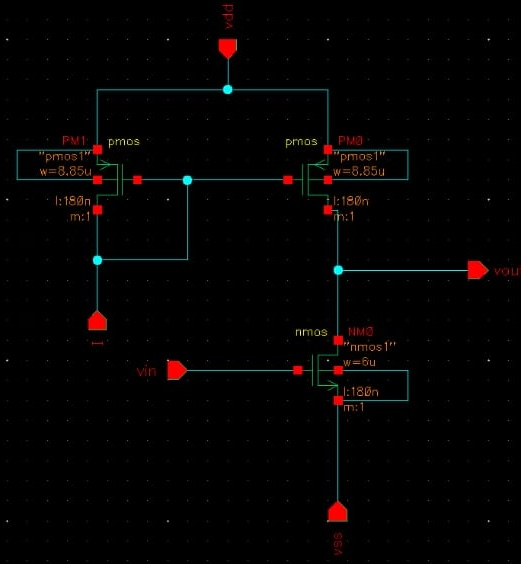 vdd
PM1 pmos
"pmos1"
w=8.85u
l:180n
m:1
pmos PM0
"pmos1"
w=8.85u
l:180n
m:1
vou
I
nmos NM0
"nmos1"
w=6u
l:180n
m:1
vin
vss